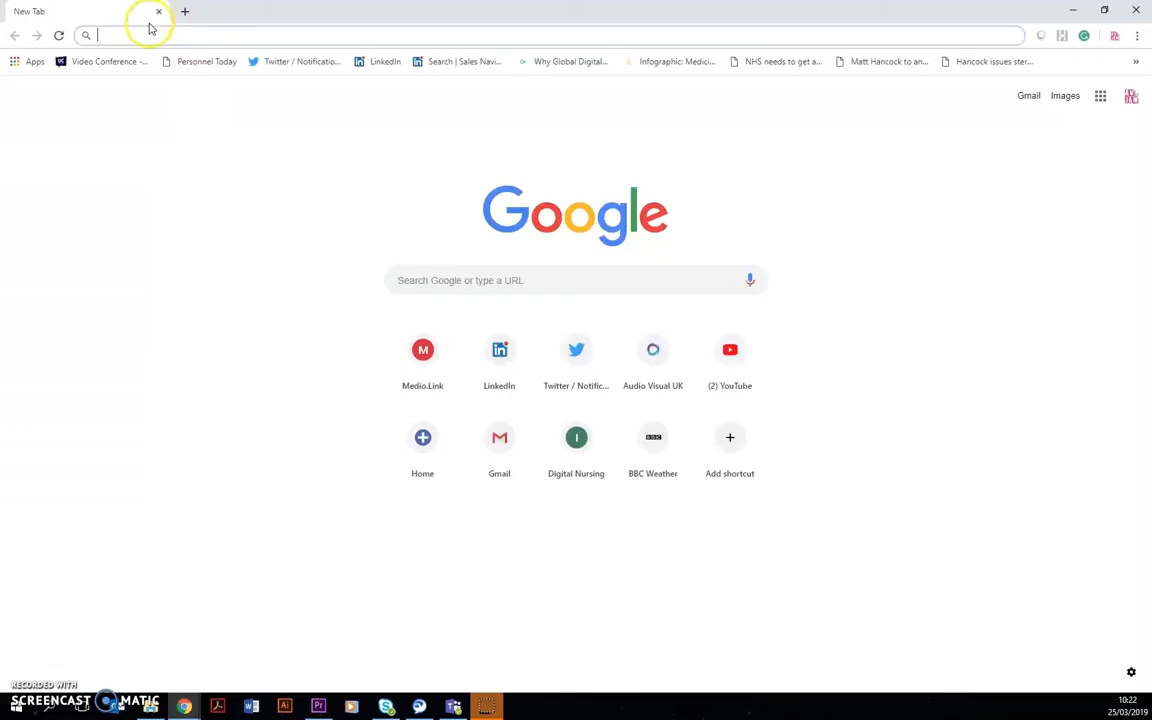 New Tab
Apps Video Conference -... Personnel Today Twitter / Notificatio... LinkedIn Search | Sales Navi... Why Global Digital... Infographic: Medici... NHS needs to get a... Matt Hancock to an... Hancock issues ster... »
Gmail Images
Google
Search Google or type a URL
M
Medio.Link LinkedIn Twitter / Notific... Audio Visual UK (2) YouTube
I BBC
Home Gmail Digital Nursing BBC Weather Add shortcut
RECORDED WITH
SCREENCAST MATIC
10:22
25/03/2019